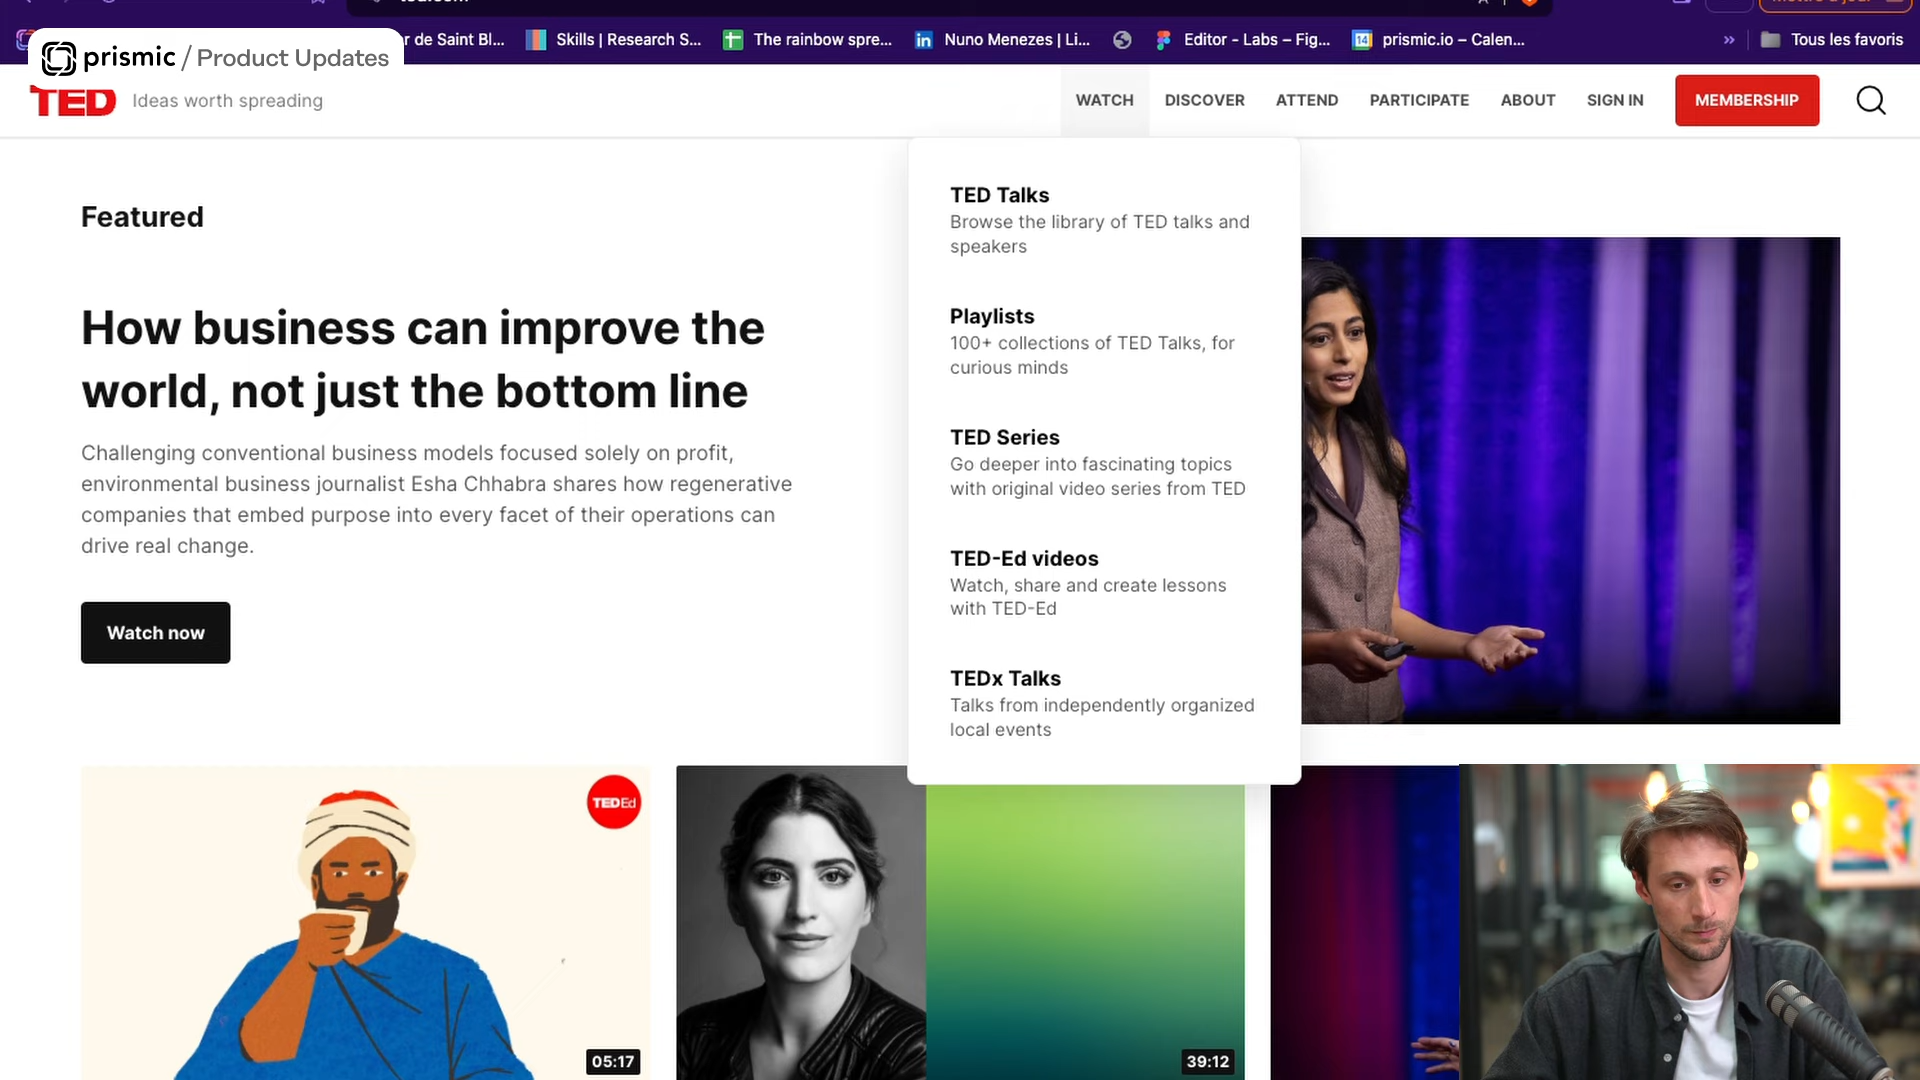 prismic / Product Updates
ar de Saint Bl...
Skills | Research S...
The rainbow spre...
Nuno Menezes | Li...
Editor - Labs – Fig...
14
prismic.io – Calen...
»
Tous les favoris
TED
Ideas worth spreading
WATCH
DISCOVER
ATTEND
PARTICIPATE
ABOUT
SIGN IN
MEMBERSHIP
Featured
How business can improve the
world, not just the bottom line
Challenging conventional business models focused solely on profit,
environmental business journalist Esha Chhabra shares how regenerative
companies that embed purpose into every facet of their operations can
drive real change.
Watch now
TED Talks
Browse the library of TED talks and
speakers
Playlists
100+ collections of TED Talks, for
curious minds
TED Series
Go deeper into fascinating topics
with original video series from TED
TED-Ed videos
Watch, share and create lessons
with TED-Ed
TEDx Talks
Talks from independently organized
local events
TEDEd
05:17
39:12